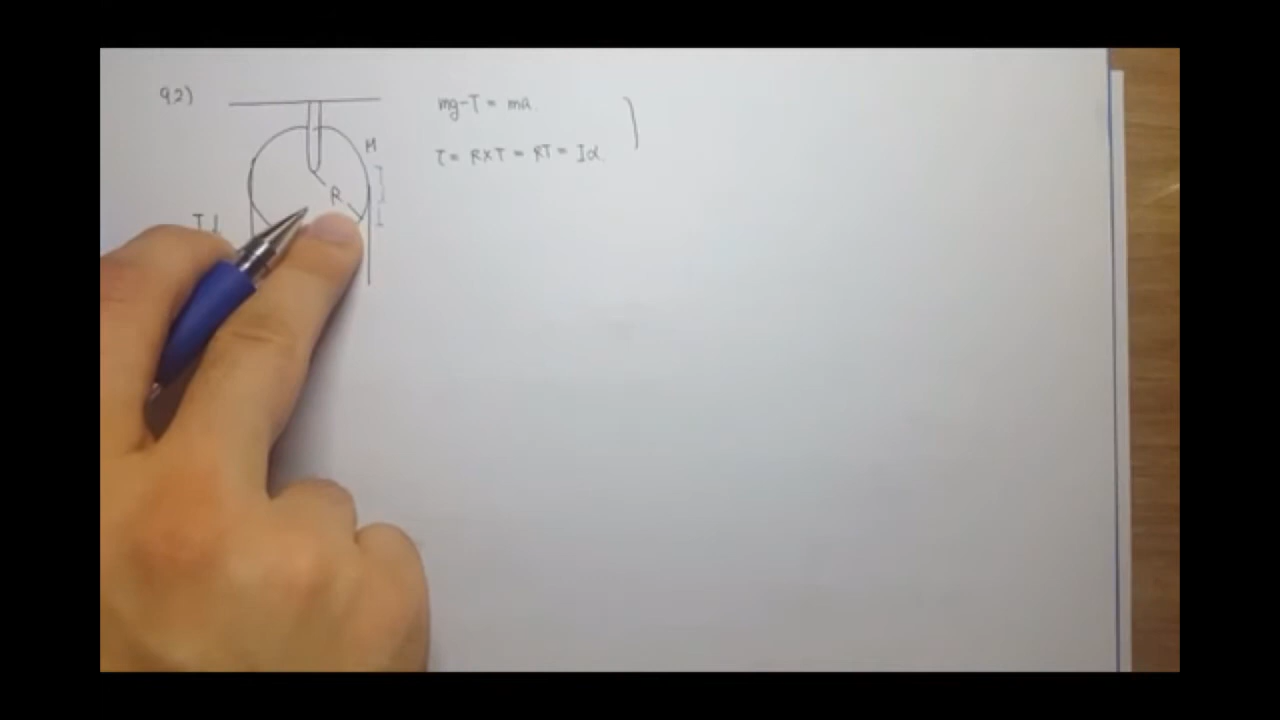 92)
mg-T = ma
M
τ = R×T = RT = Iα
R